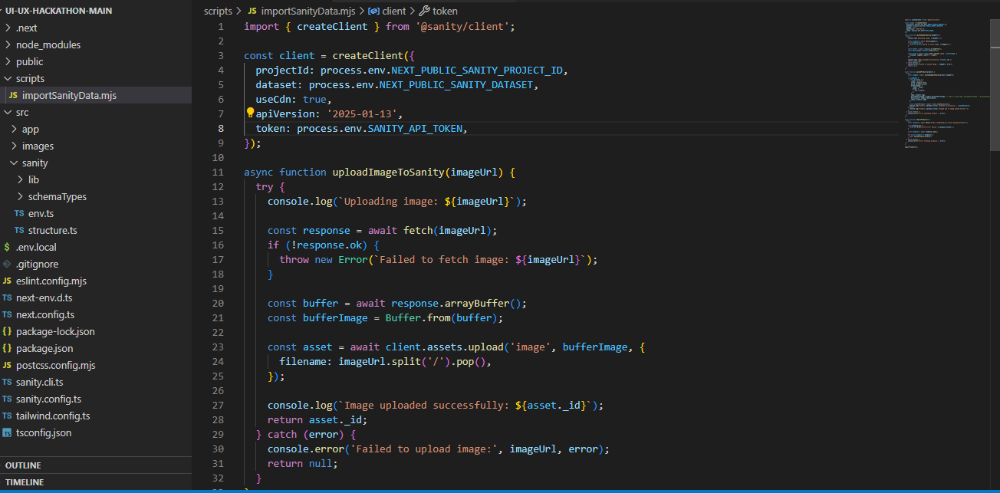 UI-UX-HACKATHON-MAIN
.next
node_modules
public
scripts
JS importSanityData.mjs
src
app
images
sanity
lib
schemaTypes
TS env.ts
TS structure.ts
$ .env.local
.gitignore
JS eslint.config.mjs
TS next-env.d.ts
TS next.config.ts
{} package-lock.json
{} package.json
JS postcss.config.mjs
TS sanity.cli.ts
TS sanity.config.ts
TS tailwind.config.ts
TS tsconfig.json
OUTLINE
TIMELINE
scripts > JS importSanityData.mjs > client > token
1 import { createClient } from '@sanity/client';
2
3 const client = createClient({
4 projectId: process.env.NEXT_PUBLIC_SANITY_PROJECT_ID,
5 dataset: process.env.NEXT_PUBLIC_SANITY_DATASET,
6 useCdn: true,
7 apiVersion: '2025-01-13',
8 token: process.env.SANITY_API_TOKEN,
9 });
10
11 async function uploadImageToSanity(imageUrl) {
12 try {
13 console.log(`Uploading image: ${imageUrl}`);
14
15 const response = await fetch(imageUrl);
16 if (!response.ok) {
17 throw new Error(`Failed to fetch image: ${imageUrl}`);
18 }
19
20 const buffer = await response.arrayBuffer();
21 const bufferImage = Buffer.from(buffer);
22
23 const asset = await client.assets.upload('image', bufferImage, {
24 filename: imageUrl.split('/').pop(),
25 });
26
27 console.log(`Image uploaded successfully: ${asset._id}`);
28 return asset._id;
29 } catch (error) {
30 console.error('Failed to upload image:', imageUrl, error);
31 return null;
32 }